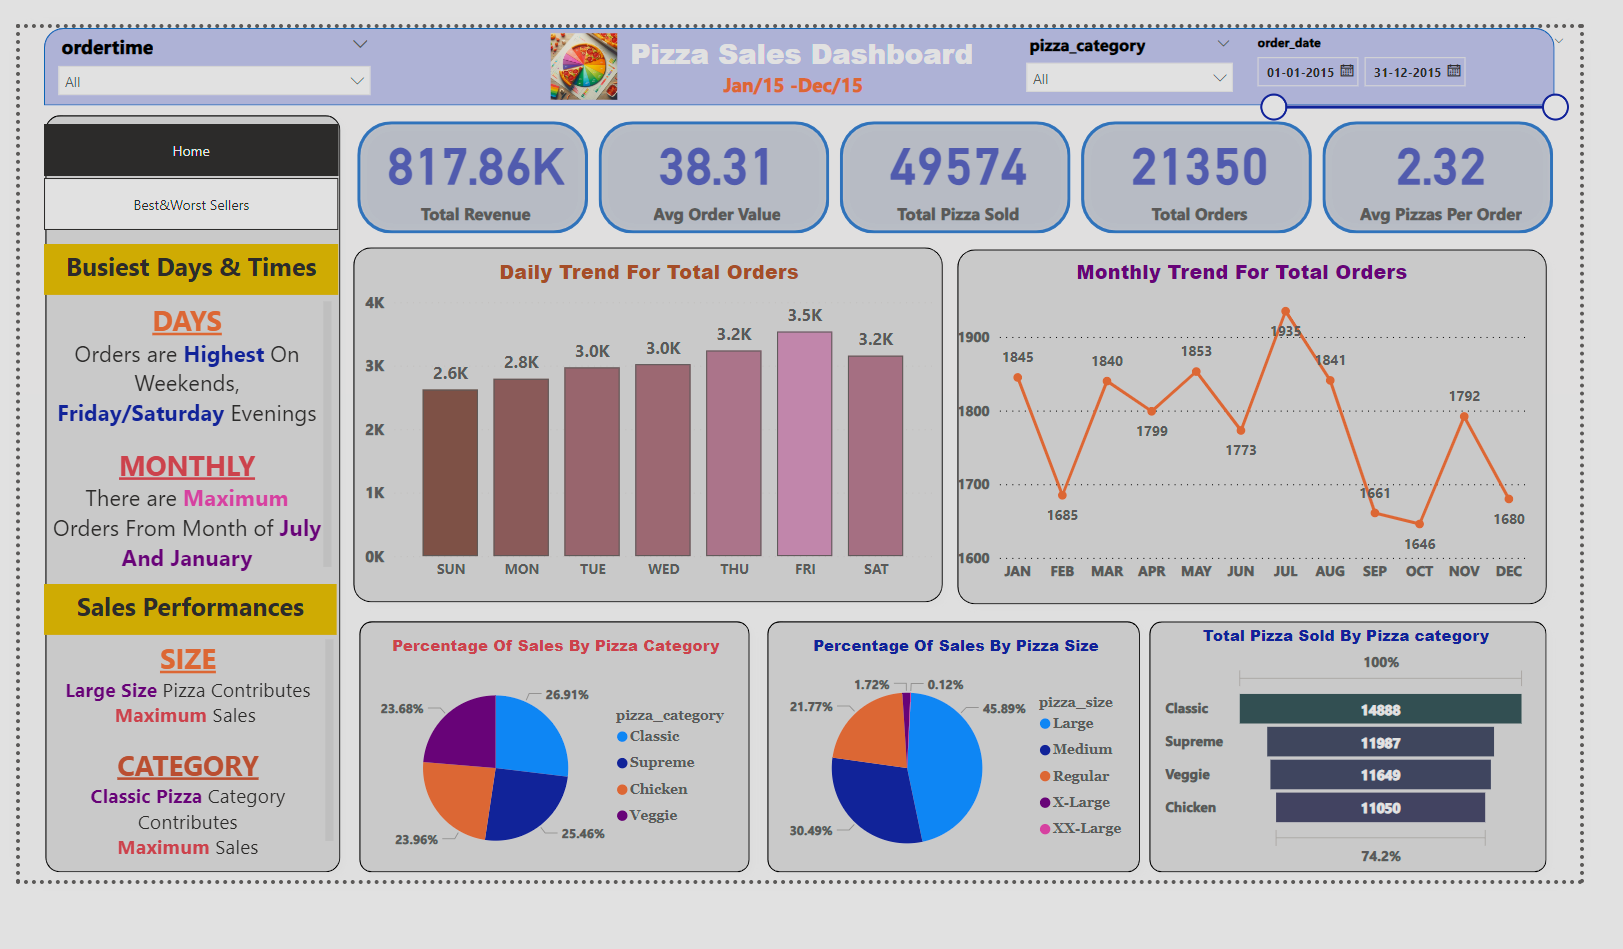 ordertime
All
Pizza Sales Dashboard
Jan/15 -Dec/15
pizza_category
All
order_date
01-01-2015
31-12-2015
Home
Best&Worst Sellers
Busiest Days & Times
DAYS
Orders are Highest On
Weekends,
Friday/Saturday Evenings
MONTHLY
There are Maximum
Orders From Month of July
And January
Sales Performances
SIZE
Large Size Pizza Contributes
Maximum Sales
CATEGORY
Classic Pizza Category
Contributes
Maximum Sales
817.86K
Total Revenue
38.31
Avg Order Value
49574
Total Pizza Sold
21350
Total Orders
2.32
Avg Pizzas Per Order
Daily Trend For Total Orders
4K
3K
2K
1K
0K
2.6K
2.8K
3.0K
3.0K
3.2K
3.5K
3.2K
SUN MON TUE WED THU FRI SAT
Monthly Trend For Total Orders
1900
1800
1700
1600
1845
1685
1840
1799
1853
1773
1935
1841
1661
1646
1792
1680
JAN FEB MAR APR MAY JUN JUL AUG SEP OCT NOV DEC
Percentage Of Sales By Pizza Category
26.91%
25.46%
23.96%
23.68%
pizza_category
Classic
Supreme
Chicken
Veggie
Percentage Of Sales By Pizza Size
1.72%
0.12%
21.77%
45.89%
30.49%
pizza_size
Large
Medium
Regular
X-Large
XX-Large
Total Pizza Sold By Pizza category
100%
Classic 14888
Supreme 11987
Veggie 11649
Chicken 11050
74.2%